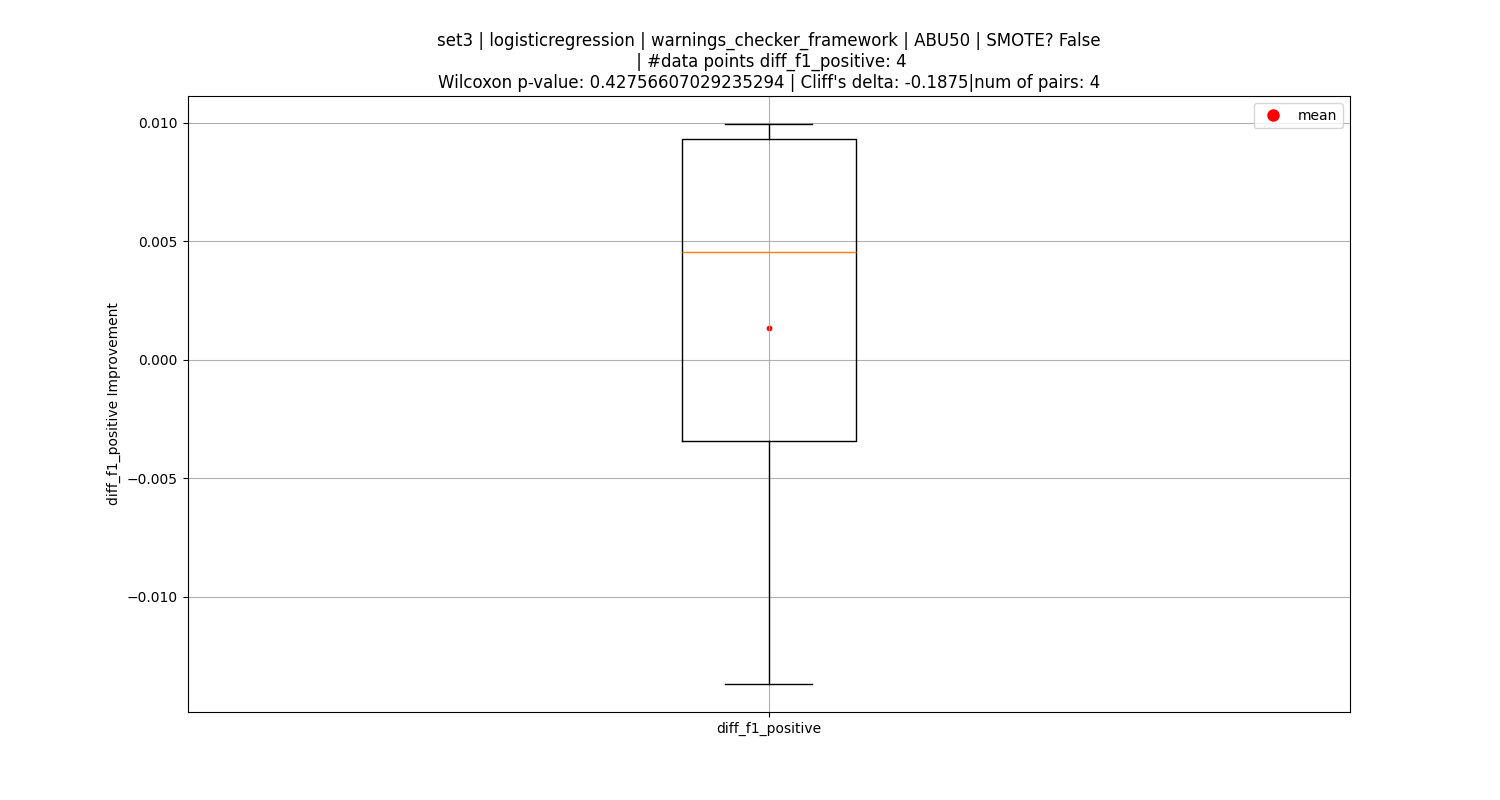 set3 | logisticregression | warnings_checker_framework | ABU50 | SMOTE? False
| #data points diff_f1_positive: 4
Wilcoxon p-value: 0.42756607029235294 | Cliff's delta: -0.1875|num of pairs: 4
mean
0.010
0.005
0.000
−0.005
−0.010
diff_f1_positive Improvement
diff_f1_positive